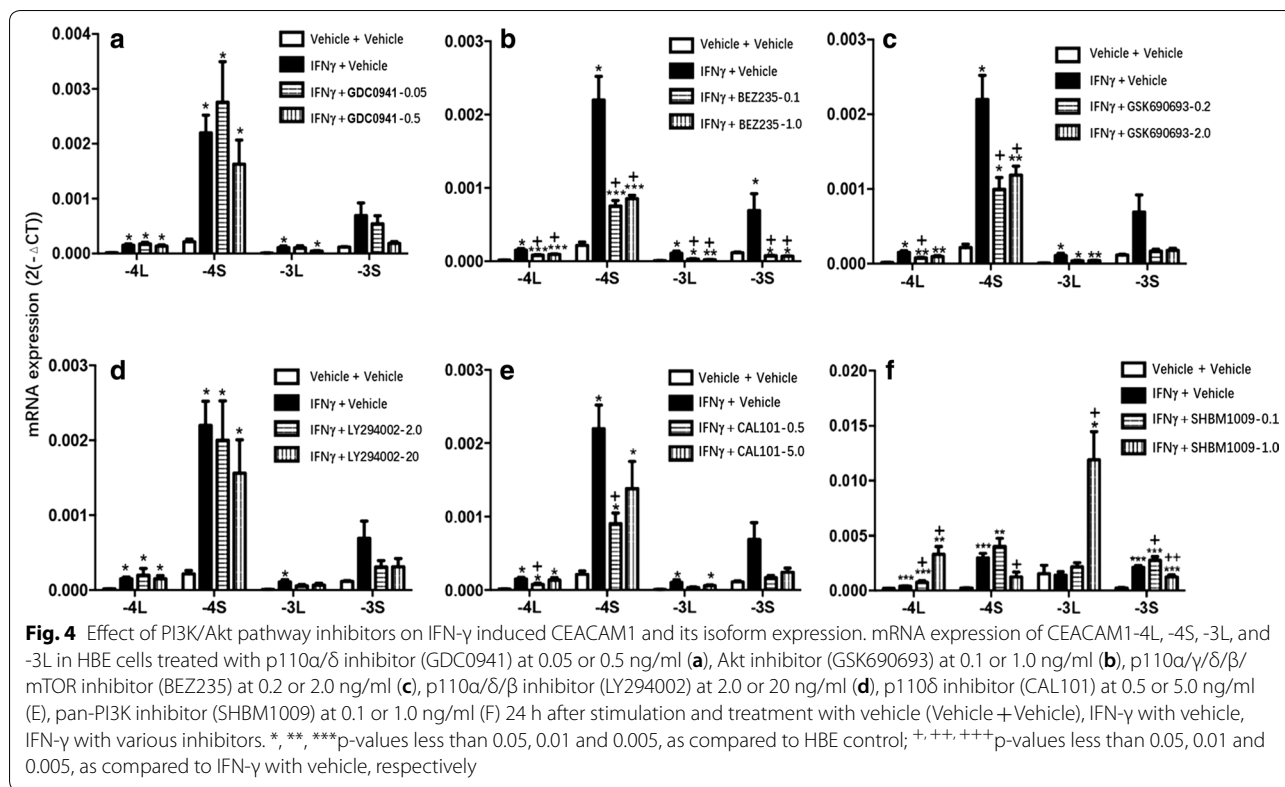 a
0.004
0.003
0.002
0.001
0.000
Vehicle + Vehicle
IFNγ + Vehicle
IFNγ + GDC0941-0.05
IFNγ + GDC0941-0.5
* * * * * * * *
-4L -4S -3L -3S
b
0.003
0.002
0.001
0.000
Vehicle + Vehicle
IFNγ + Vehicle
IFNγ + BEZ235-0.1
IFNγ + BEZ235-1.0
* + *** + *** * + *** + *** * + * + ** * + * + *
-4L -4S -3L -3S
c
0.003
0.002
0.001
0.000
Vehicle + Vehicle
IFNγ + Vehicle
IFNγ + GSK690693-0.2
IFNγ + GSK690693-2.0
* + ** ** * + * + ** * * **
-4L -4S -3L -3S
mRNA expression (2(-△CT))
d
0.003
0.002
0.001
0.000
Vehicle + Vehicle
IFNγ + Vehicle
IFNγ + LY294002-2.0
IFNγ + LY294002-20
* * * * * * *
-4L -4S -3L -3S
e
0.003
0.002
0.001
0.000
Vehicle + Vehicle
IFNγ + Vehicle
IFNγ + CAL101-0.5
IFNγ + CAL101-5.0
* + * * * + * * * *
-4L -4S -3L -3S
f
0.020
0.015
0.010
0.005
0.000
Vehicle + Vehicle
IFNγ + Vehicle
IFNγ + SHBM1009-0.1
IFNγ + SHBM1009-1.0
*** + *** + ** *** ** + + * *** + *** ++ ***
-4L -4S -3L -3S
Fig. 4 Effect of PI3K/Akt pathway inhibitors on IFN-γ induced CEACAM1 and its isoform expression. mRNA expression of CEACAM1-4L, -4S, -3L, and
-3L in HBE cells treated with p110α/δ inhibitor (GDC0941) at 0.05 or 0.5 ng/ml (a), Akt inhibitor (GSK690693) at 0.1 or 1.0 ng/ml (b), p110α/γ/δ/β/
mTOR inhibitor (BEZ235) at 0.2 or 2.0 ng/ml (c), p110α/δ/β inhibitor (LY294002) at 2.0 or 20 ng/ml (d), p110δ inhibitor (CAL101) at 0.5 or 5.0 ng/ml
(E), pan-PI3K inhibitor (SHBM1009) at 0.1 or 1.0 ng/ml (F) 24 h after stimulation and treatment with vehicle (Vehicle + Vehicle), IFN-γ with vehicle,
IFN-γ with various inhibitors. *, **, ***p-values less than 0.05, 0.01 and 0.005, as compared to HBE control; +, ++, +++p-values less than 0.05, 0.01 and
0.005, as compared to IFN-γ with vehicle, respectively